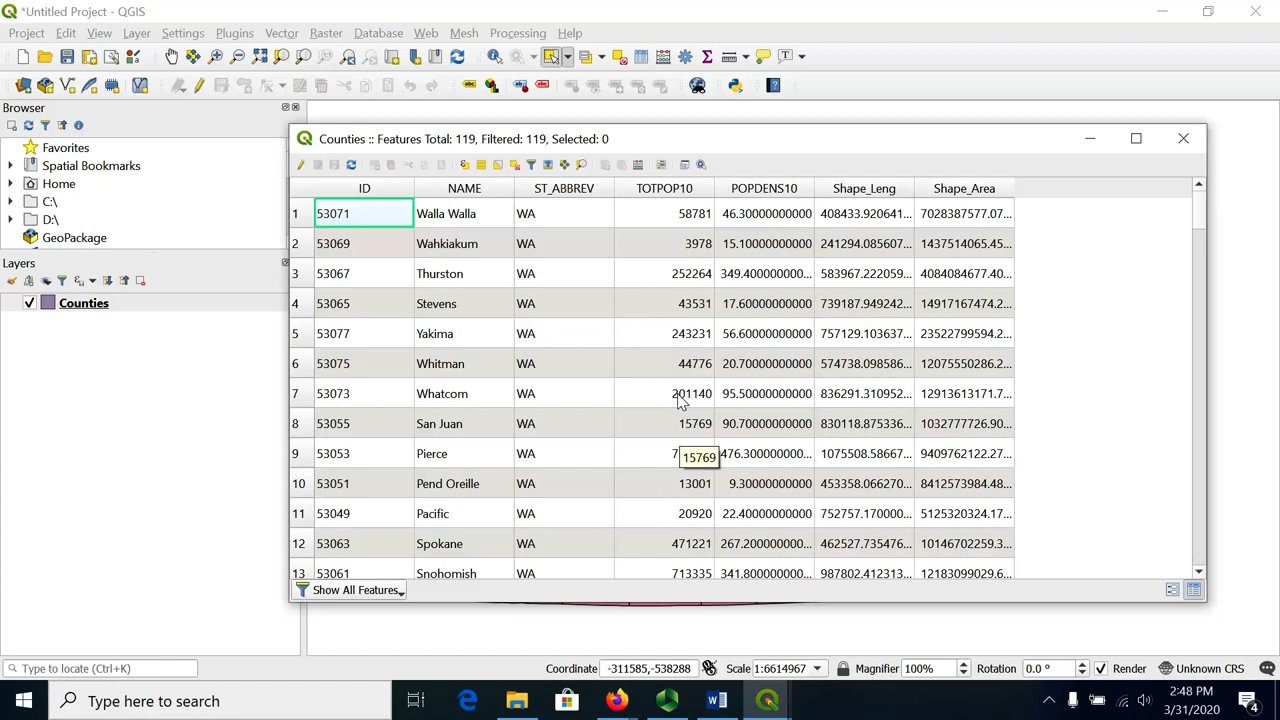 *Untitled Project - QGIS
Project Edit View Layer Settings Plugins Vector Raster Database Web Mesh Processing Help
Browser
Favorites
Spatial Bookmarks
Home
C:\
D:\
GeoPackage
Layers
Counties
Counties :: Features Total: 119, Filtered: 119, Selected: 0
ID NAME ST_ABBREV TOTPOP10 POPDENS10 Shape_Leng Shape_Area
1 53071 Walla Walla WA 58781 46.30000000000 408433.920641... 7028387577.07...
2 53069 Wahkiakum WA 3978 15.10000000000 241294.085607... 1437514065.45...
3 53067 Thurston WA 252264 349.400000000... 583967.222059... 4084084677.40...
4 53065 Stevens WA 43531 17.60000000000 739187.949242... 14917167474.2...
5 53077 Yakima WA 243231 56.60000000000 757129.103637... 23522799594.2...
6 53075 Whitman WA 44776 20.70000000000 574738.098586... 12075550286.2...
7 53073 Whatcom WA 201140 95.50000000000 836291.310952... 12913613171.7...
8 53055 San Juan WA 15769 90.70000000000 830118.875336... 1032777726.90...
9 53053 Pierce WA 7 476.300000000... 1075508.58667... 9409762122.27...
15769
10 53051 Pend Oreille WA 13001 9.30000000000 453358.066270... 8412573984.48...
11 53049 Pacific WA 20920 22.40000000000 752757.170000... 5125320324.17...
12 53063 Spokane WA 471221 267.200000000... 462527.735476... 10146702259.3...
13 53061 Snohomish WA 713335 341.800000000... 987802.412313... 12183099029.6...
Show All Features
Type to locate (Ctrl+K) Coordinate -311585,-538288 Scale 1:6614967 Magnifier 100% Rotation 0.0 ° Render Unknown CRS
Type here to search
2:48 PM
3/31/2020
4